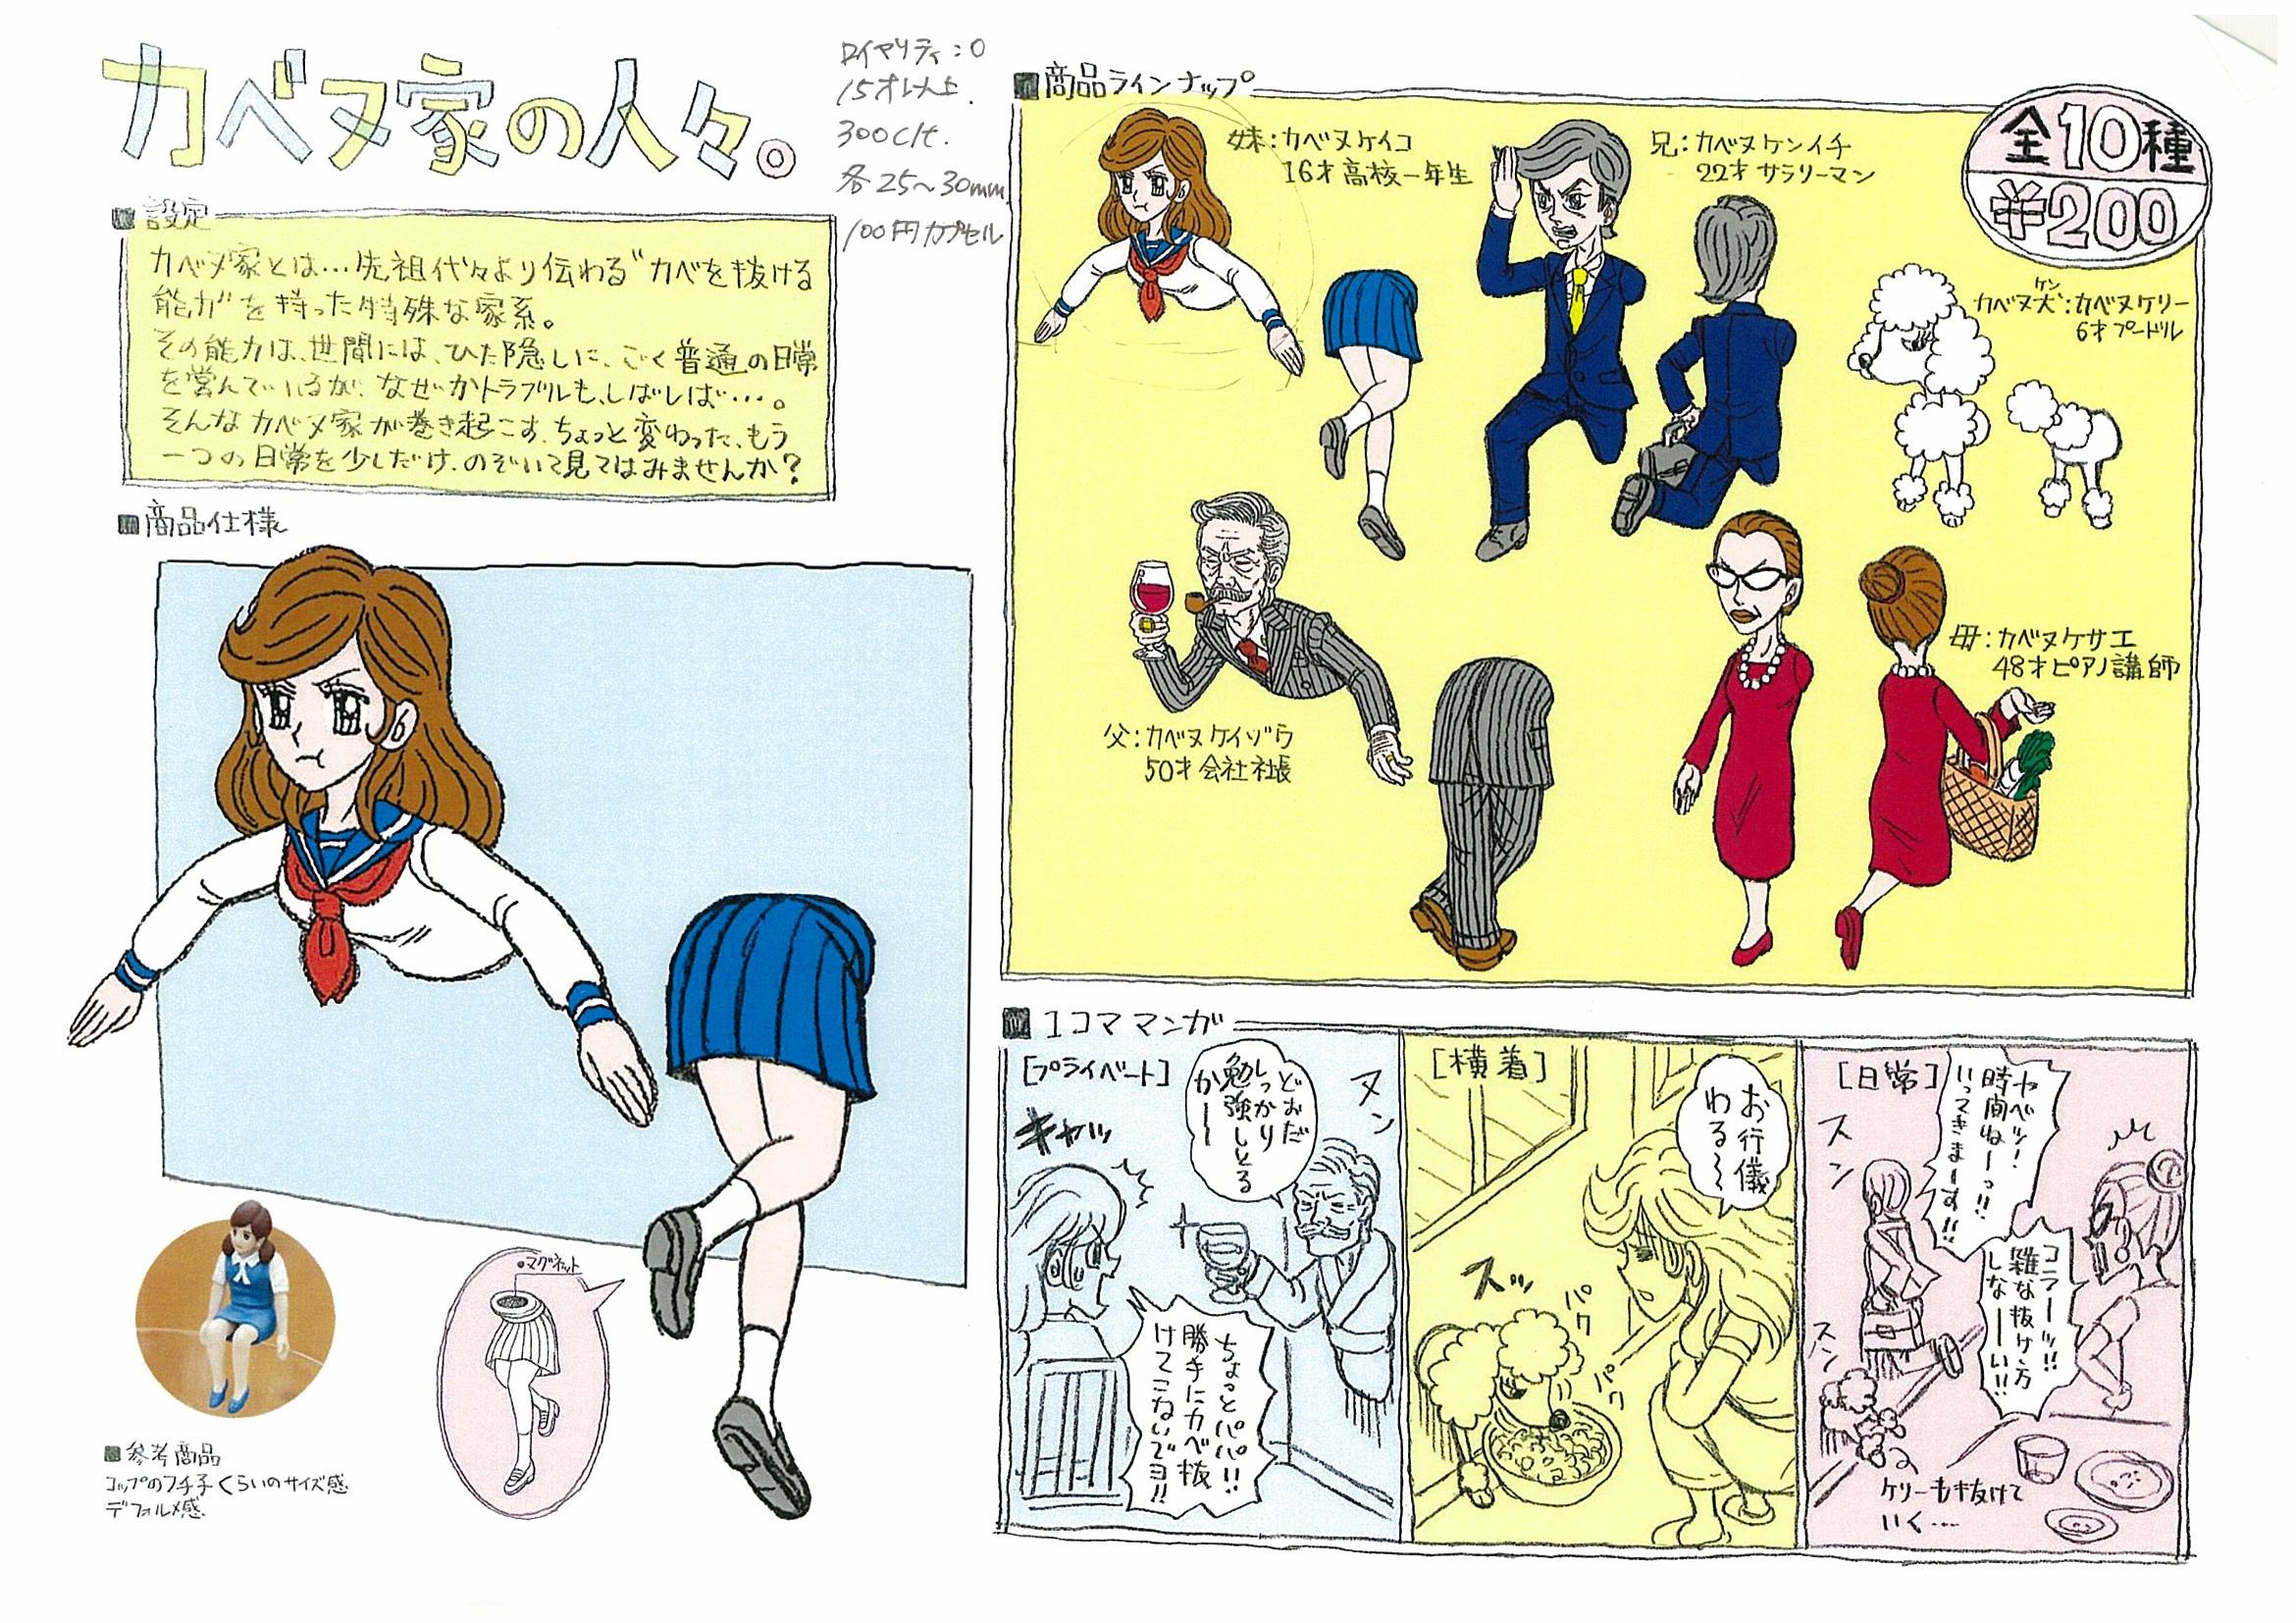 カベヌ家の人々。
ロイヤリティ:0
15才以上.
300c/t.
各25~30mm
100円カプセル
設定
カベヌ家とは…先祖代々より伝わる"カベを抜ける
能力"を持った特殊な家系。
その能力は、世間には、ひた隠しに、ごく普通の日常
を営んでいるが、なぜかトラブルも、しばしば…。
そんなカベヌ家が巻き起こす、ちょっと変わった、もう
一つの日常を少しだけ、のぞいて見てはみませんか?
商品仕様
マグネット
参考商品
コップのフチ子くらいのサイズ感
デフォルメ感
商品ラインナップ
全10種
¥200
妹:カベヌケイコ
16才高校一年生
兄:カベヌケンイチ
22才サラリーマン
ケン
カベヌ犬:カベヌケリー
6才プードル
父:カベヌケイゾウ
50才会社社長
母:カベヌケサエ
48才ピアノ講師
1コママンガ
[プライベート]
キャッ
どおだ
しっかり
勉強しとる
かー
ヌン
ちょっとパパ!!
勝手にカベ抜
けてこないでヨ!!
[横着]
お行儀
わる~
スッ
パク
パク
[日常]
ヤベッ!
時間ねーっ!!
いってきまーす!!
スン
コラーッ!!
雑な抜け方
しなーい!!
スン
ケリーも抜けて
いく…